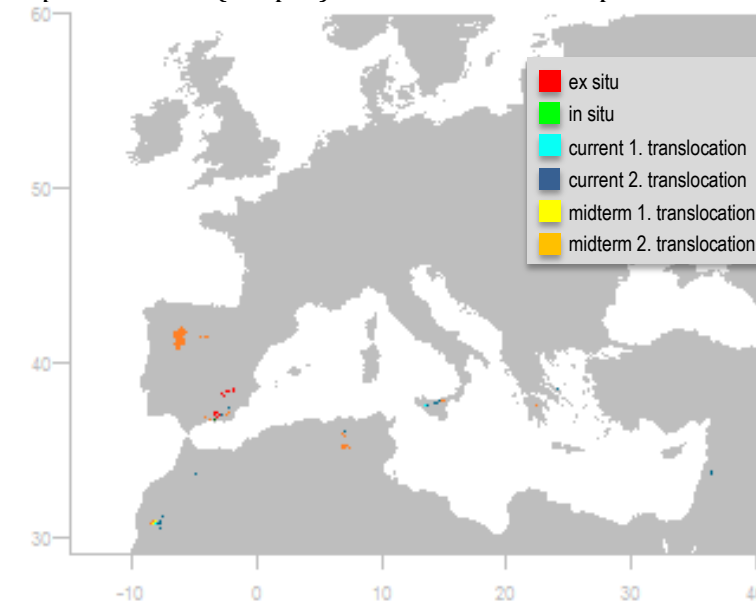 60
50
40
30
-10
0
10
20
30
ex situ
in situ
current 1. translocation
current 2. translocation
midterm 1. translocation
midterm 2. translocation